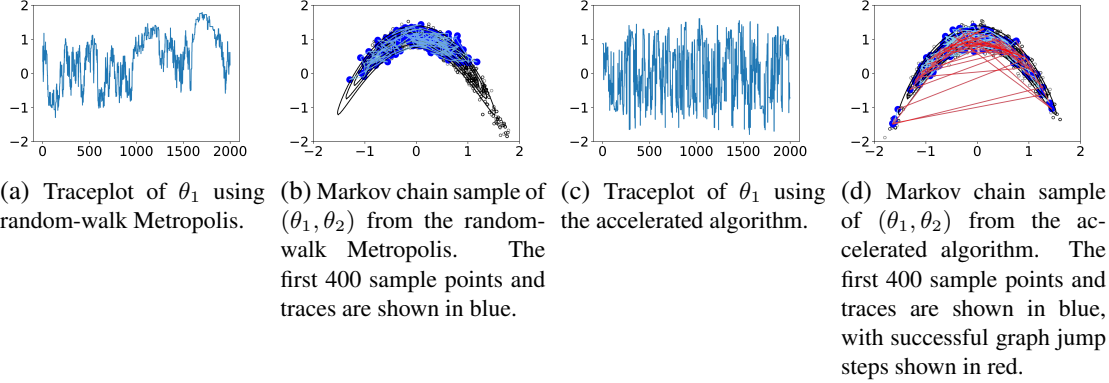 2
1
0
−1
−2
0
500
1000
1500
2000
(a) Traceplot of θ₁ using
random-walk Metropolis.
2
1
0
−1
−2
−2
−1
0
1
2
(b) Markov chain sample of
(θ₁, θ₂) from the random-
walk Metropolis. The
first 400 sample points and
traces are shown in blue.
2
1
0
−1
−2
0
500
1000
1500
2000
(c) Traceplot of θ₁ using
the accelerated algorithm.
2
1
0
−1
−2
−2
−1
0
1
2
(d) Markov chain sample
of (θ₁, θ₂) from the ac-
celerated algorithm. The
first 400 sample points and
traces are shown in blue,
with successful graph jump
steps shown in red.